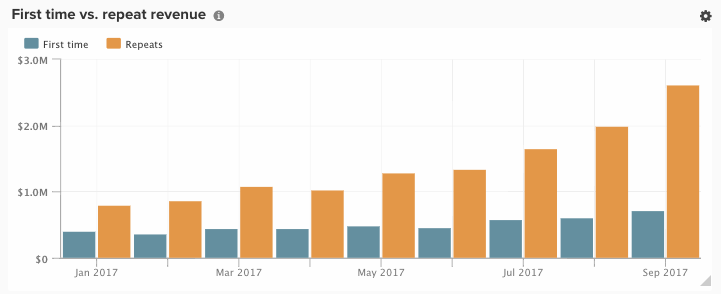 First time vs. repeat revenue
First time Repeats
$3.0M
$2.0M
$1.0M
$0
Jan 2017 Mar 2017 May 2017 Jul 2017 Sep 2017